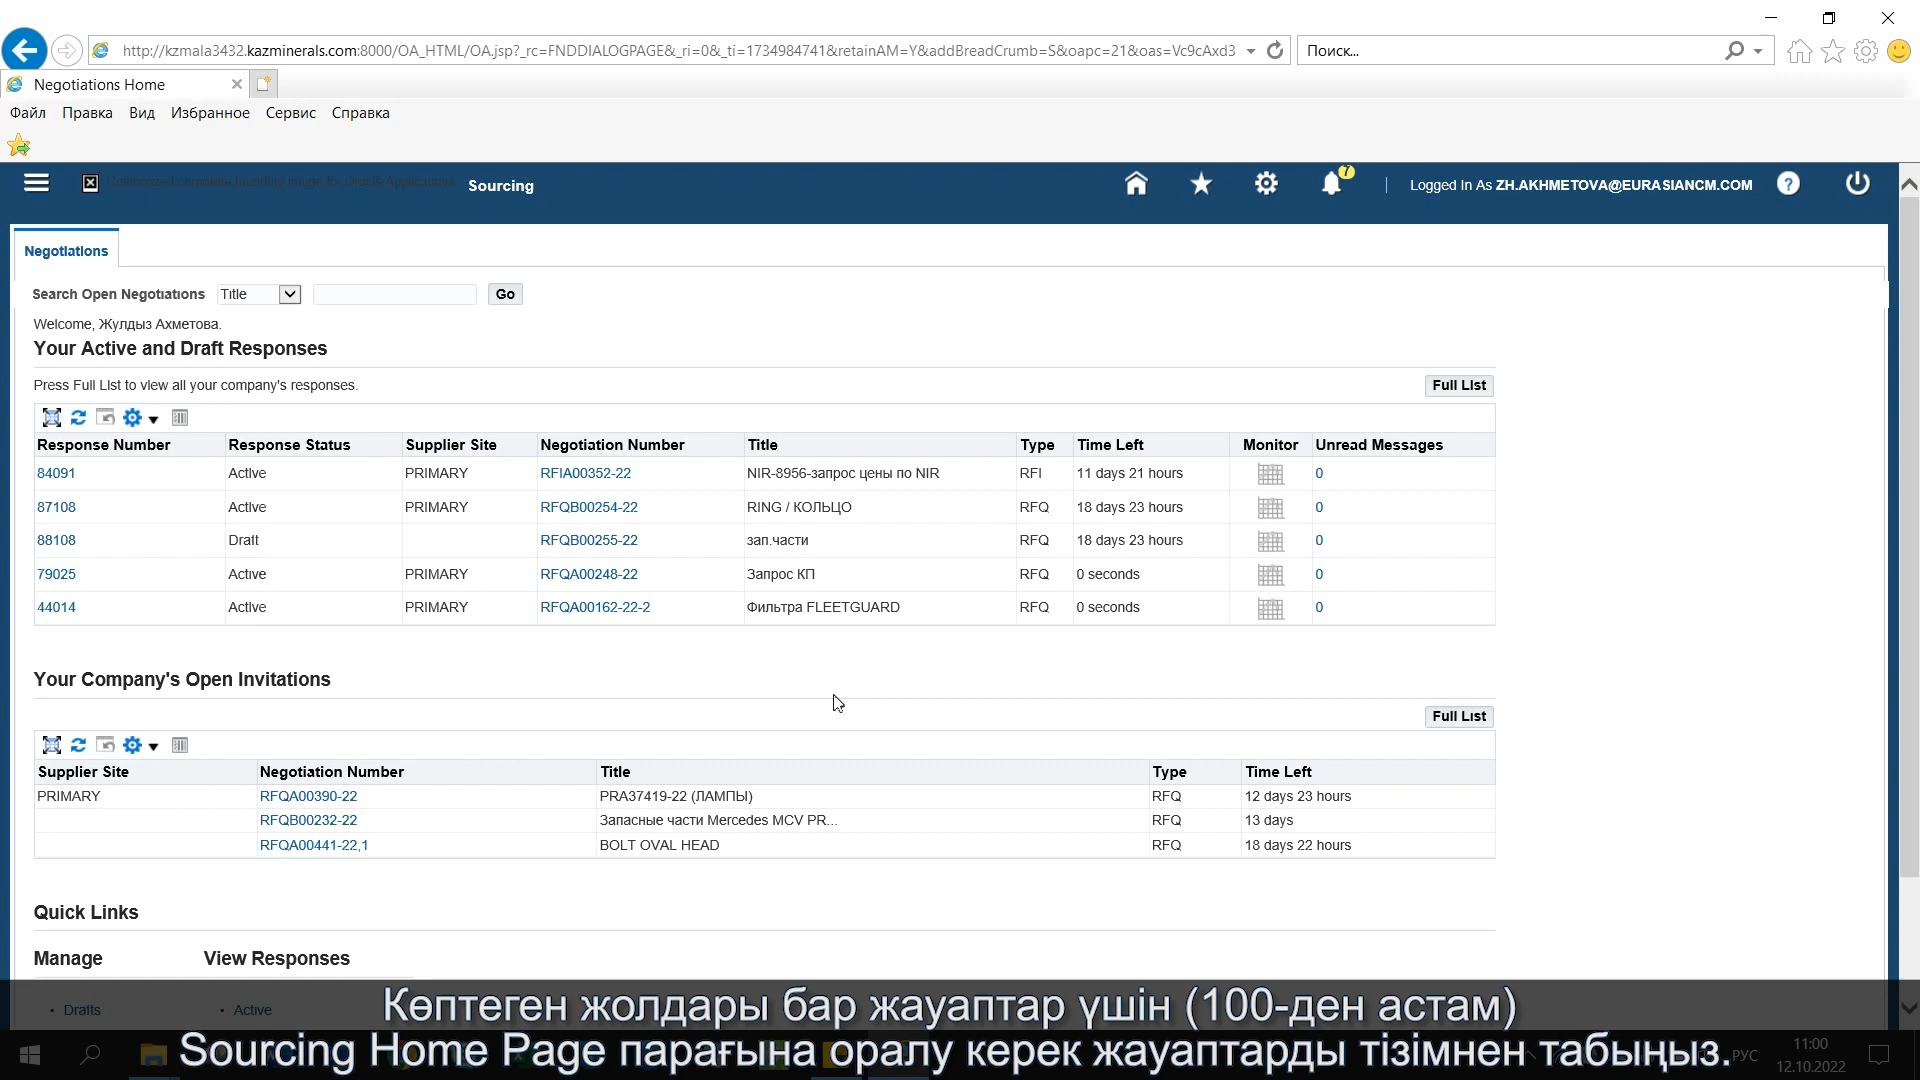 http://kzmala3432.kazminerals.com:8000/OA_HTML/OA.jsp?_rc=FNDDIALOGPAGE&_ri=0&_ti=1734984741&retainAM=Y&addBreadCrumb=S&oapc=21&oas=Vc9cAxd3
Поиск...
Negotiations Home
Файл Правка Вид Избранное Сервис Справка
Sourcing
7
Logged In As ZH.AKHMETOVA@EURASIANCM.COM
Negotiations
Search Open Negotiations Title Go
Welcome, Жулдыз Ахметова.
Your Active and Draft Responses
Press Full List to view all your company's responses. Full List
Response Number Response Status Supplier Site Negotiation Number Title Type Time Left Monitor Unread Messages
84091 Active PRIMARY RFIA00352-22 NIR-8956-запрос цены по NIR RFI 11 days 21 hours 0
87108 Active PRIMARY RFQB00254-22 RING / КОЛЬЦО RFQ 18 days 23 hours 0
88108 Draft RFQB00255-22 зап.части RFQ 18 days 23 hours 0
79025 Active PRIMARY RFQA00248-22 Запрос КП RFQ 0 seconds 0
44014 Active PRIMARY RFQA00162-22-2 Фильтра FLEETGUARD RFQ 0 seconds 0
Your Company's Open Invitations
Full List
Supplier Site Negotiation Number Title Type Time Left
PRIMARY RFQA00390-22 PRA37419-22 (ЛАМПЫ) RFQ 12 days 23 hours
RFQB00232-22 Запасные части Mercedes MCV PR... RFQ 13 days
RFQA00441-22,1 BOLT OVAL HEAD RFQ 18 days 22 hours
Quick Links
Manage View Responses
• Drafts • Active
Көптеген жолдары бар жауаптар үшін (100-ден астам)
Sourcing Home Page парағына оралу керек жауаптарды тізімнен табыңыз.
РУС
11:00
12.10.2022